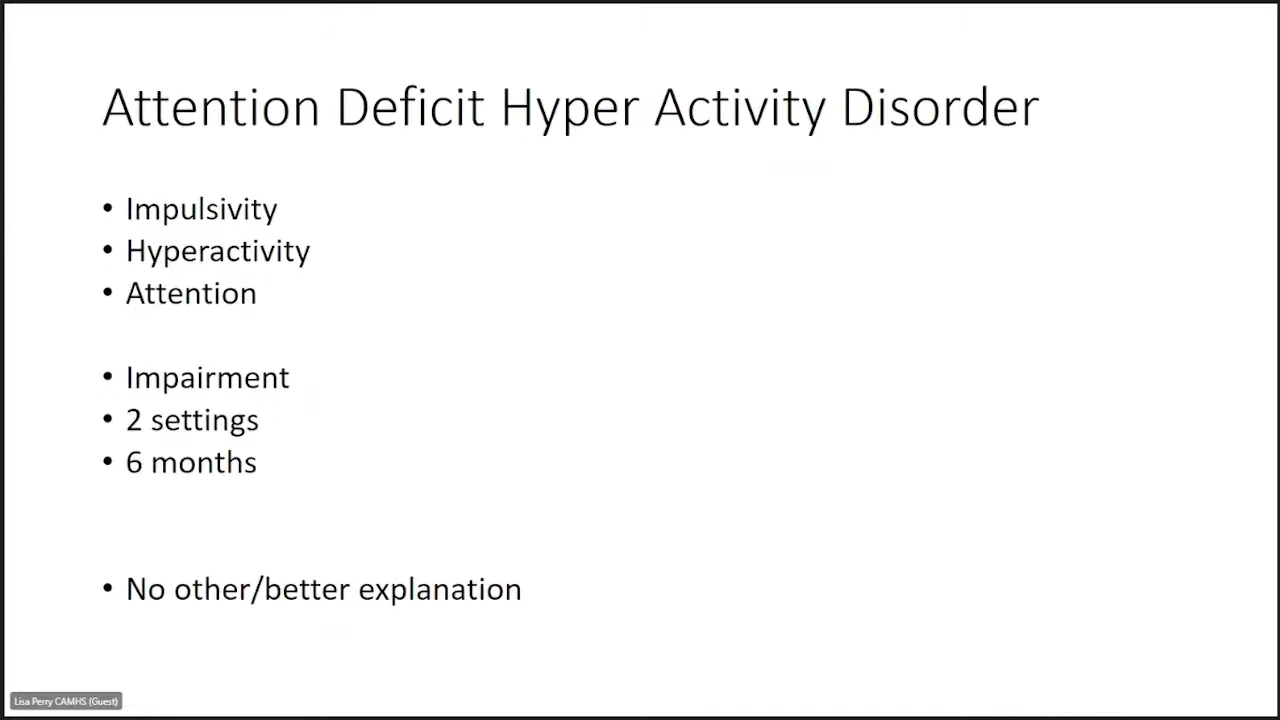 Attention Deficit Hyper Activity Disorder
• Impulsivity
• Hyperactivity
• Attention
• Impairment
• 2 settings
• 6 months
• No other/better explanation
Lisa Perry CAMHS (Guest)